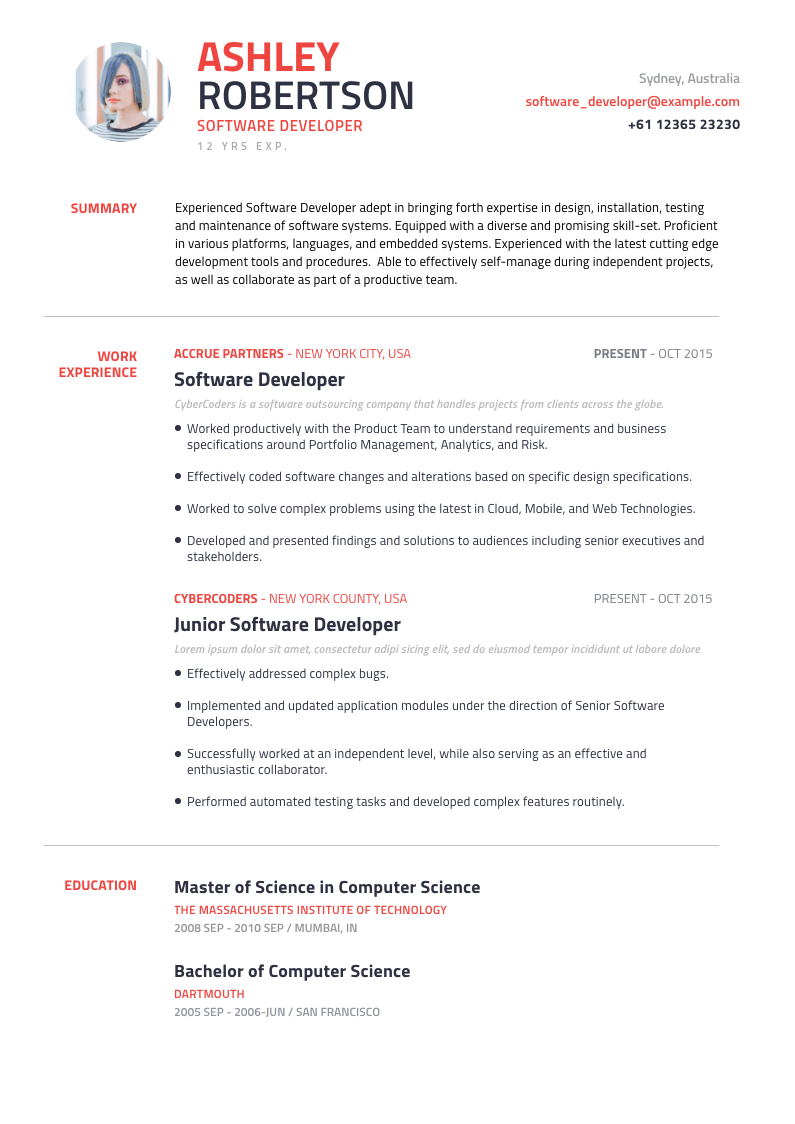 ASHLEY
ROBERTSON
SOFTWARE DEVELOPER
12 YRS EXP.
Sydney, Australia
software_developer@example.com
+61 12365 23230
SUMMARY
Experienced Software Developer adept in bringing forth expertise in design, installation, testing
and maintenance of software systems. Equipped with a diverse and promising skill-set. Proficient
in various platforms, languages, and embedded systems. Experienced with the latest cutting edge
development tools and procedures.  Able to effectively self-manage during independent projects,
as well as collaborate as part of a productive team.
WORK
EXPERIENCE
ACCRUE PARTNERS - NEW YORK CITY, USA PRESENT - OCT 2015
Software Developer
CyberCoders is a software outsourcing company that handles projects from clients across the globe.
● Worked productively with the Product Team to understand requirements and business
specifications around Portfolio Management, Analytics, and Risk.
● Effectively coded software changes and alterations based on specific design specifications.
● Worked to solve complex problems using the latest in Cloud, Mobile, and Web Technologies.
● Developed and presented findings and solutions to audiences including senior executives and
stakeholders.
CYBERCODERS - NEW YORK COUNTY, USA PRESENT - OCT 2015
Junior Software Developer
Lorem ipsum dolor sit amet, consectetur adipi sicing elit, sed do eiusmod tempor incididunt ut labore dolore
● Effectively addressed complex bugs.
● Implemented and updated application modules under the direction of Senior Software
Developers.
● Successfully worked at an independent level, while also serving as an effective and
enthusiastic collaborator.
● Performed automated testing tasks and developed complex features routinely.
EDUCATION
Master of Science in Computer Science
THE MASSACHUSETTS INSTITUTE OF TECHNOLOGY
2008 SEP - 2010 SEP / MUMBAI, IN
Bachelor of Computer Science
DARTMOUTH
2005 SEP - 2006-JUN / SAN FRANCISCO